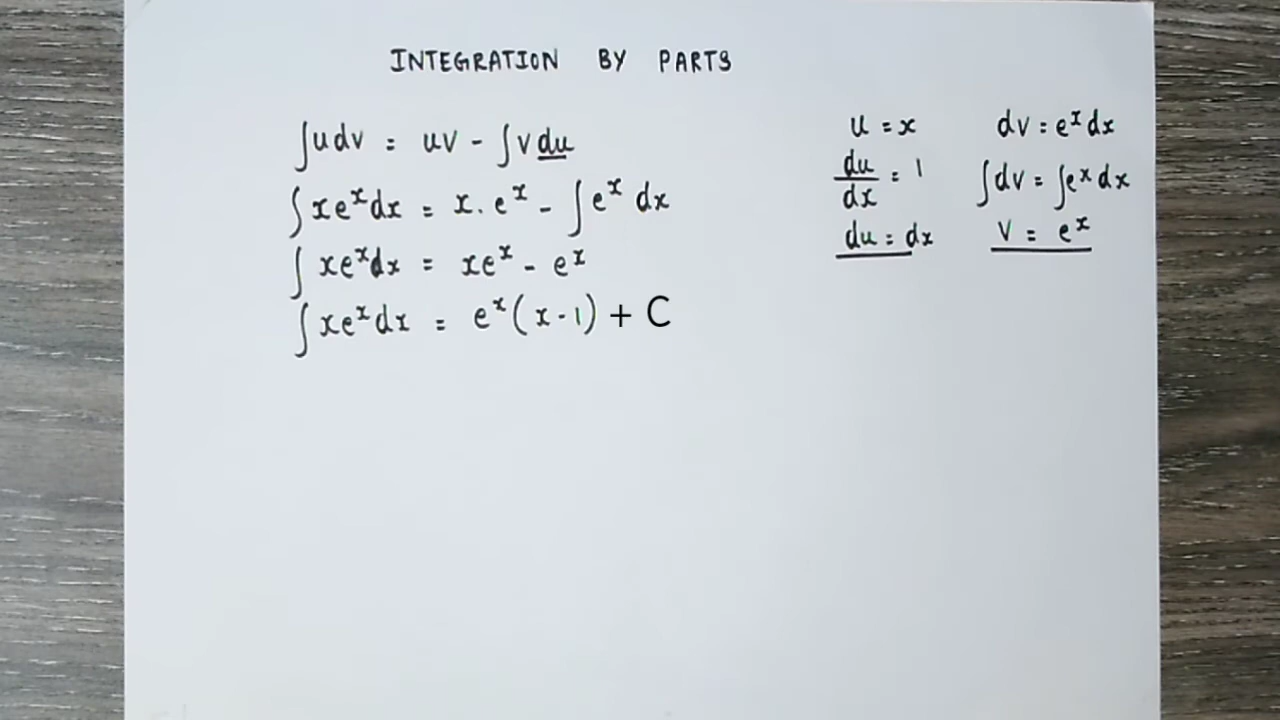 INTEGRATION BY PARTS
∫udv = uv - ∫vdu
∫xeˣdx = x.eˣ - ∫eˣ dx
∫xeˣdx = xeˣ - eˣ
∫xeˣdx = eˣ(x-1) + C
u = x
du/dx = 1
du = dx
dv = eˣdx
∫dv = ∫eˣdx
v = eˣ